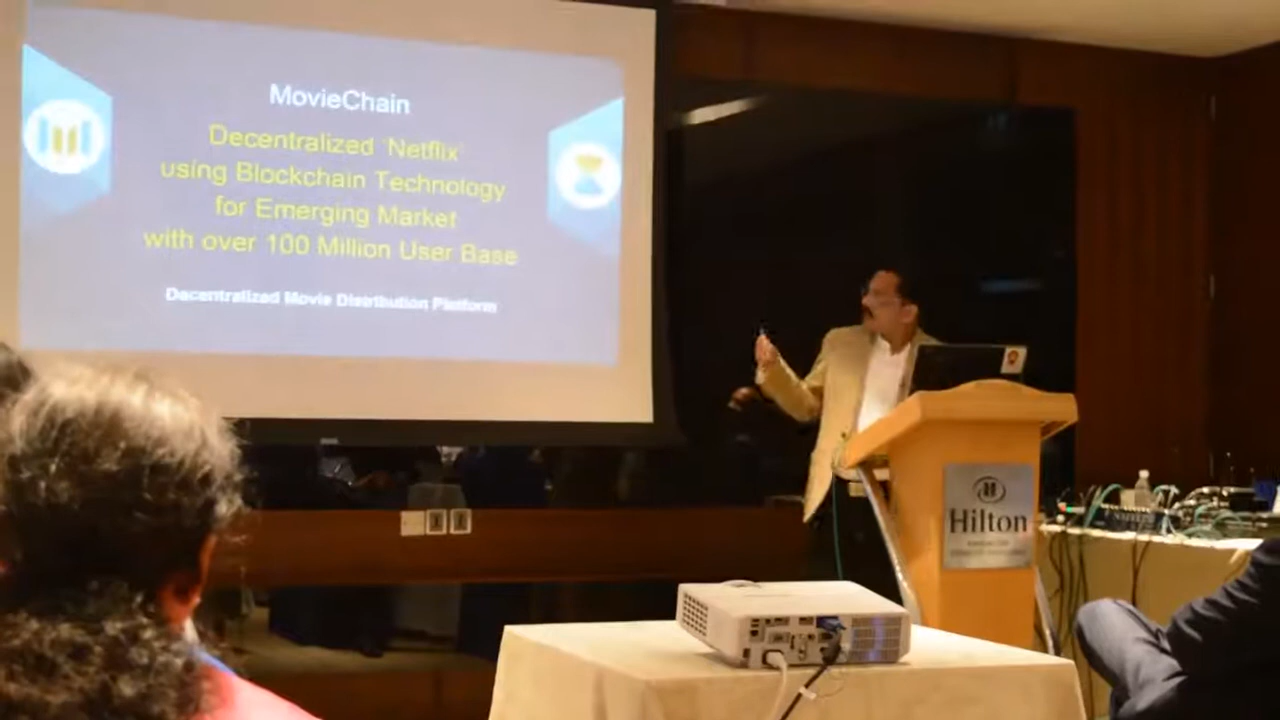 MovieChain
Decentralized 'Netflix'
using Blockchain Technology
for Emerging Market
with over 100 Million User Base
Decentralized Movie Distribution Platform
Hilton